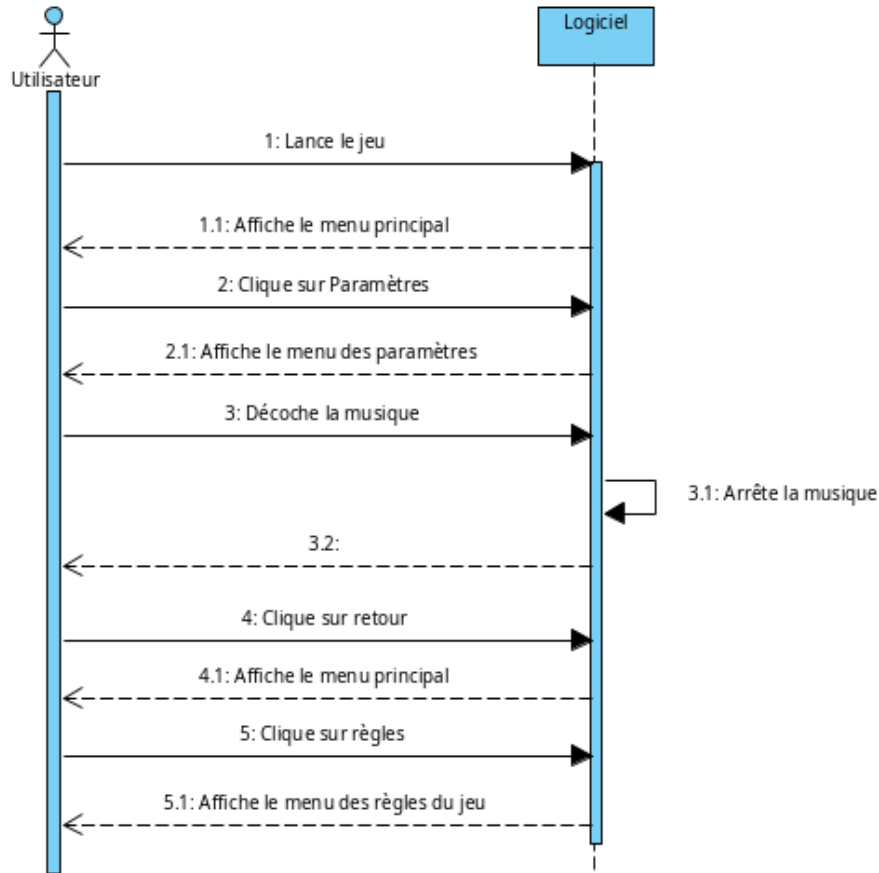 Logiciel
Utilisateur
1: Lance le jeu
1.1: Affiche le menu principal
2: Clique sur Paramètres
2.1: Affiche le menu des paramètres
3: Décoche la musique
3.1: Arrête la musique
3.2:
4: Clique sur retour
4.1: Affiche le menu principal
5: Clique sur règles
5.1: Affiche le menu des règles du jeu